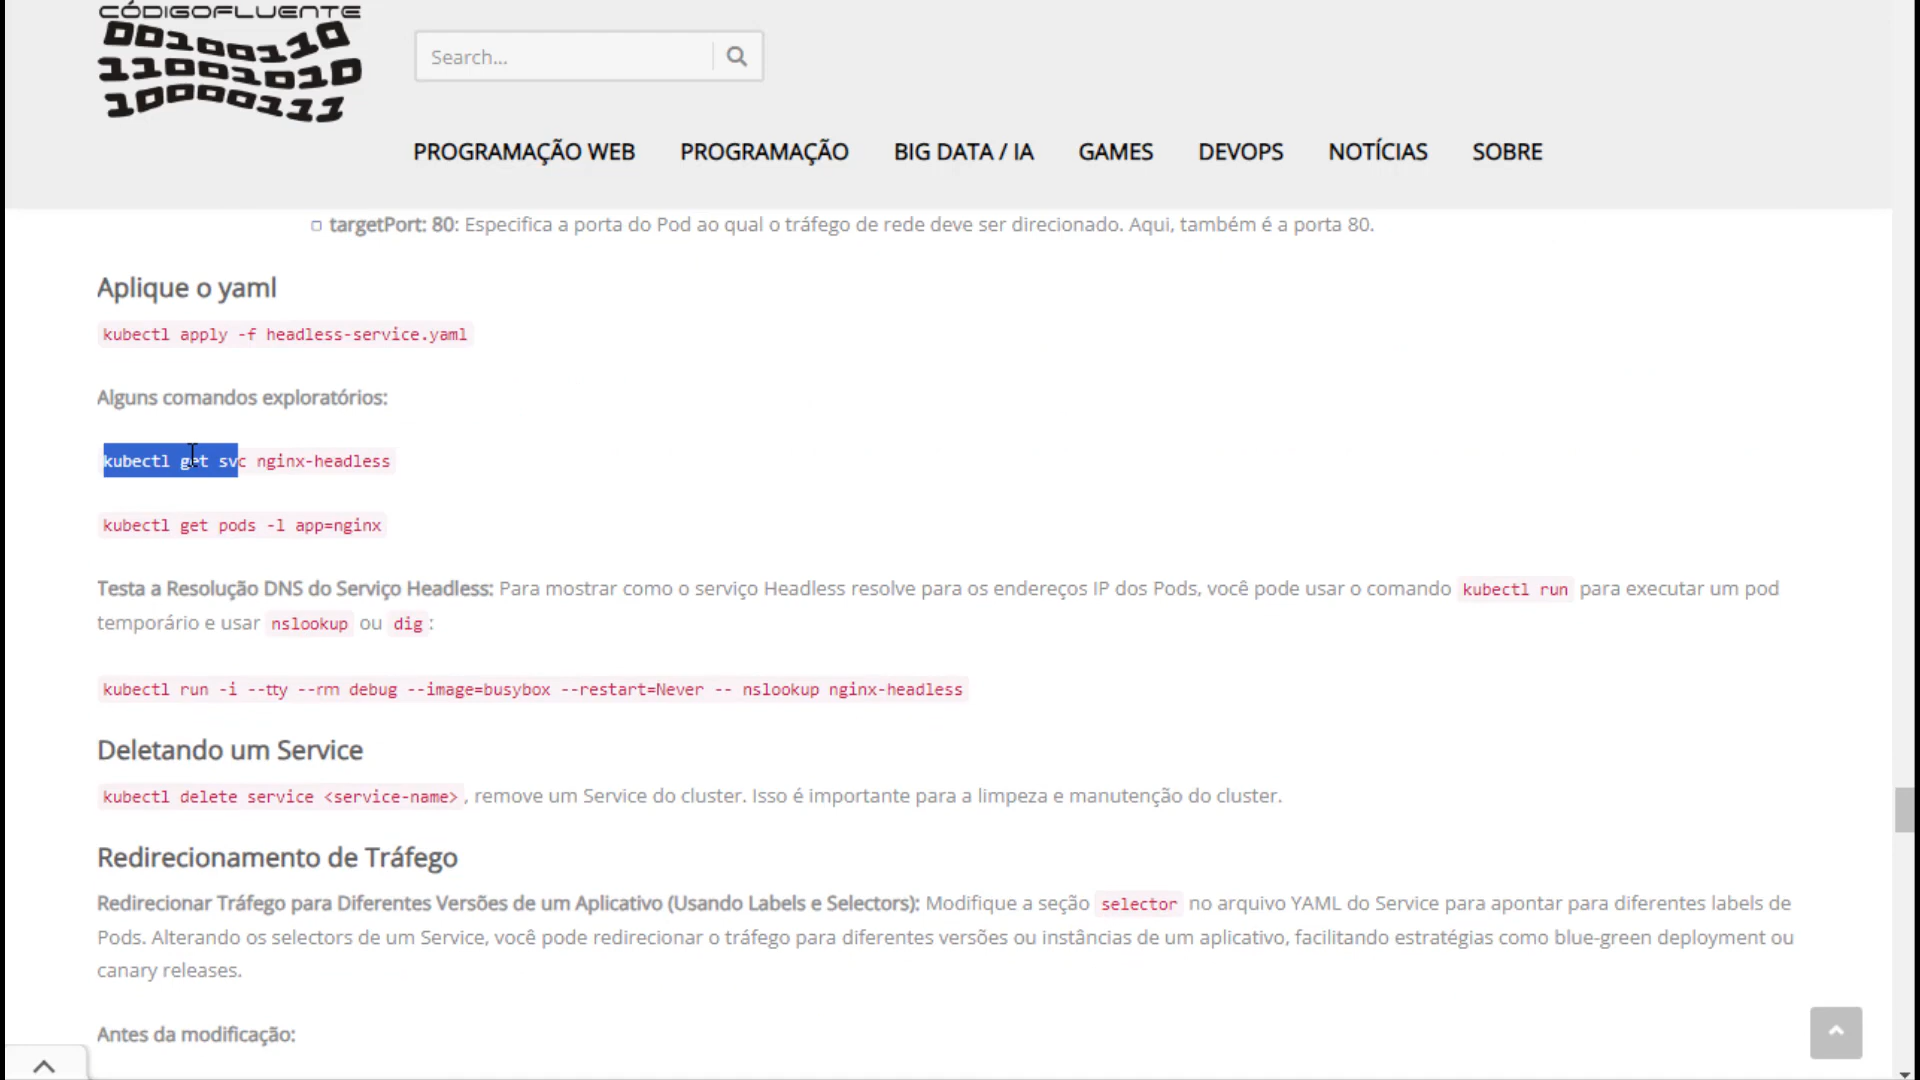 CÓDIGOFLUENTE
00100110
11001010
10000111
Search...
PROGRAMAÇÃO WEB PROGRAMAÇÃO BIG DATA / IA GAMES DEVOPS NOTÍCIAS SOBRE
targetPort: 80: Especifica a porta do Pod ao qual o tráfego de rede deve ser direcionado. Aqui, também é a porta 80.
Aplique o yaml
kubectl apply -f headless-service.yaml
Alguns comandos exploratórios:
kubectl get svc nginx-headless
kubectl get pods -l app=nginx
Testa a Resolução DNS do Serviço Headless: Para mostrar como o serviço Headless resolve para os endereços IP dos Pods, você pode usar o comando kubectl run para executar um pod
temporário e usar nslookup ou dig :
kubectl run -i --tty --rm debug --image=busybox --restart=Never -- nslookup nginx-headless
Deletando um Service
kubectl delete service <service-name> , remove um Service do cluster. Isso é importante para a limpeza e manutenção do cluster.
Redirecionamento de Tráfego
Redirecionar Tráfego para Diferentes Versões de um Aplicativo (Usando Labels e Selectors): Modifique a seção selector no arquivo YAML do Service para apontar para diferentes labels de
Pods. Alterando os selectors de um Service, você pode redirecionar o tráfego para diferentes versões ou instâncias de um aplicativo, facilitando estratégias como blue-green deployment ou
canary releases.
Antes da modificação: